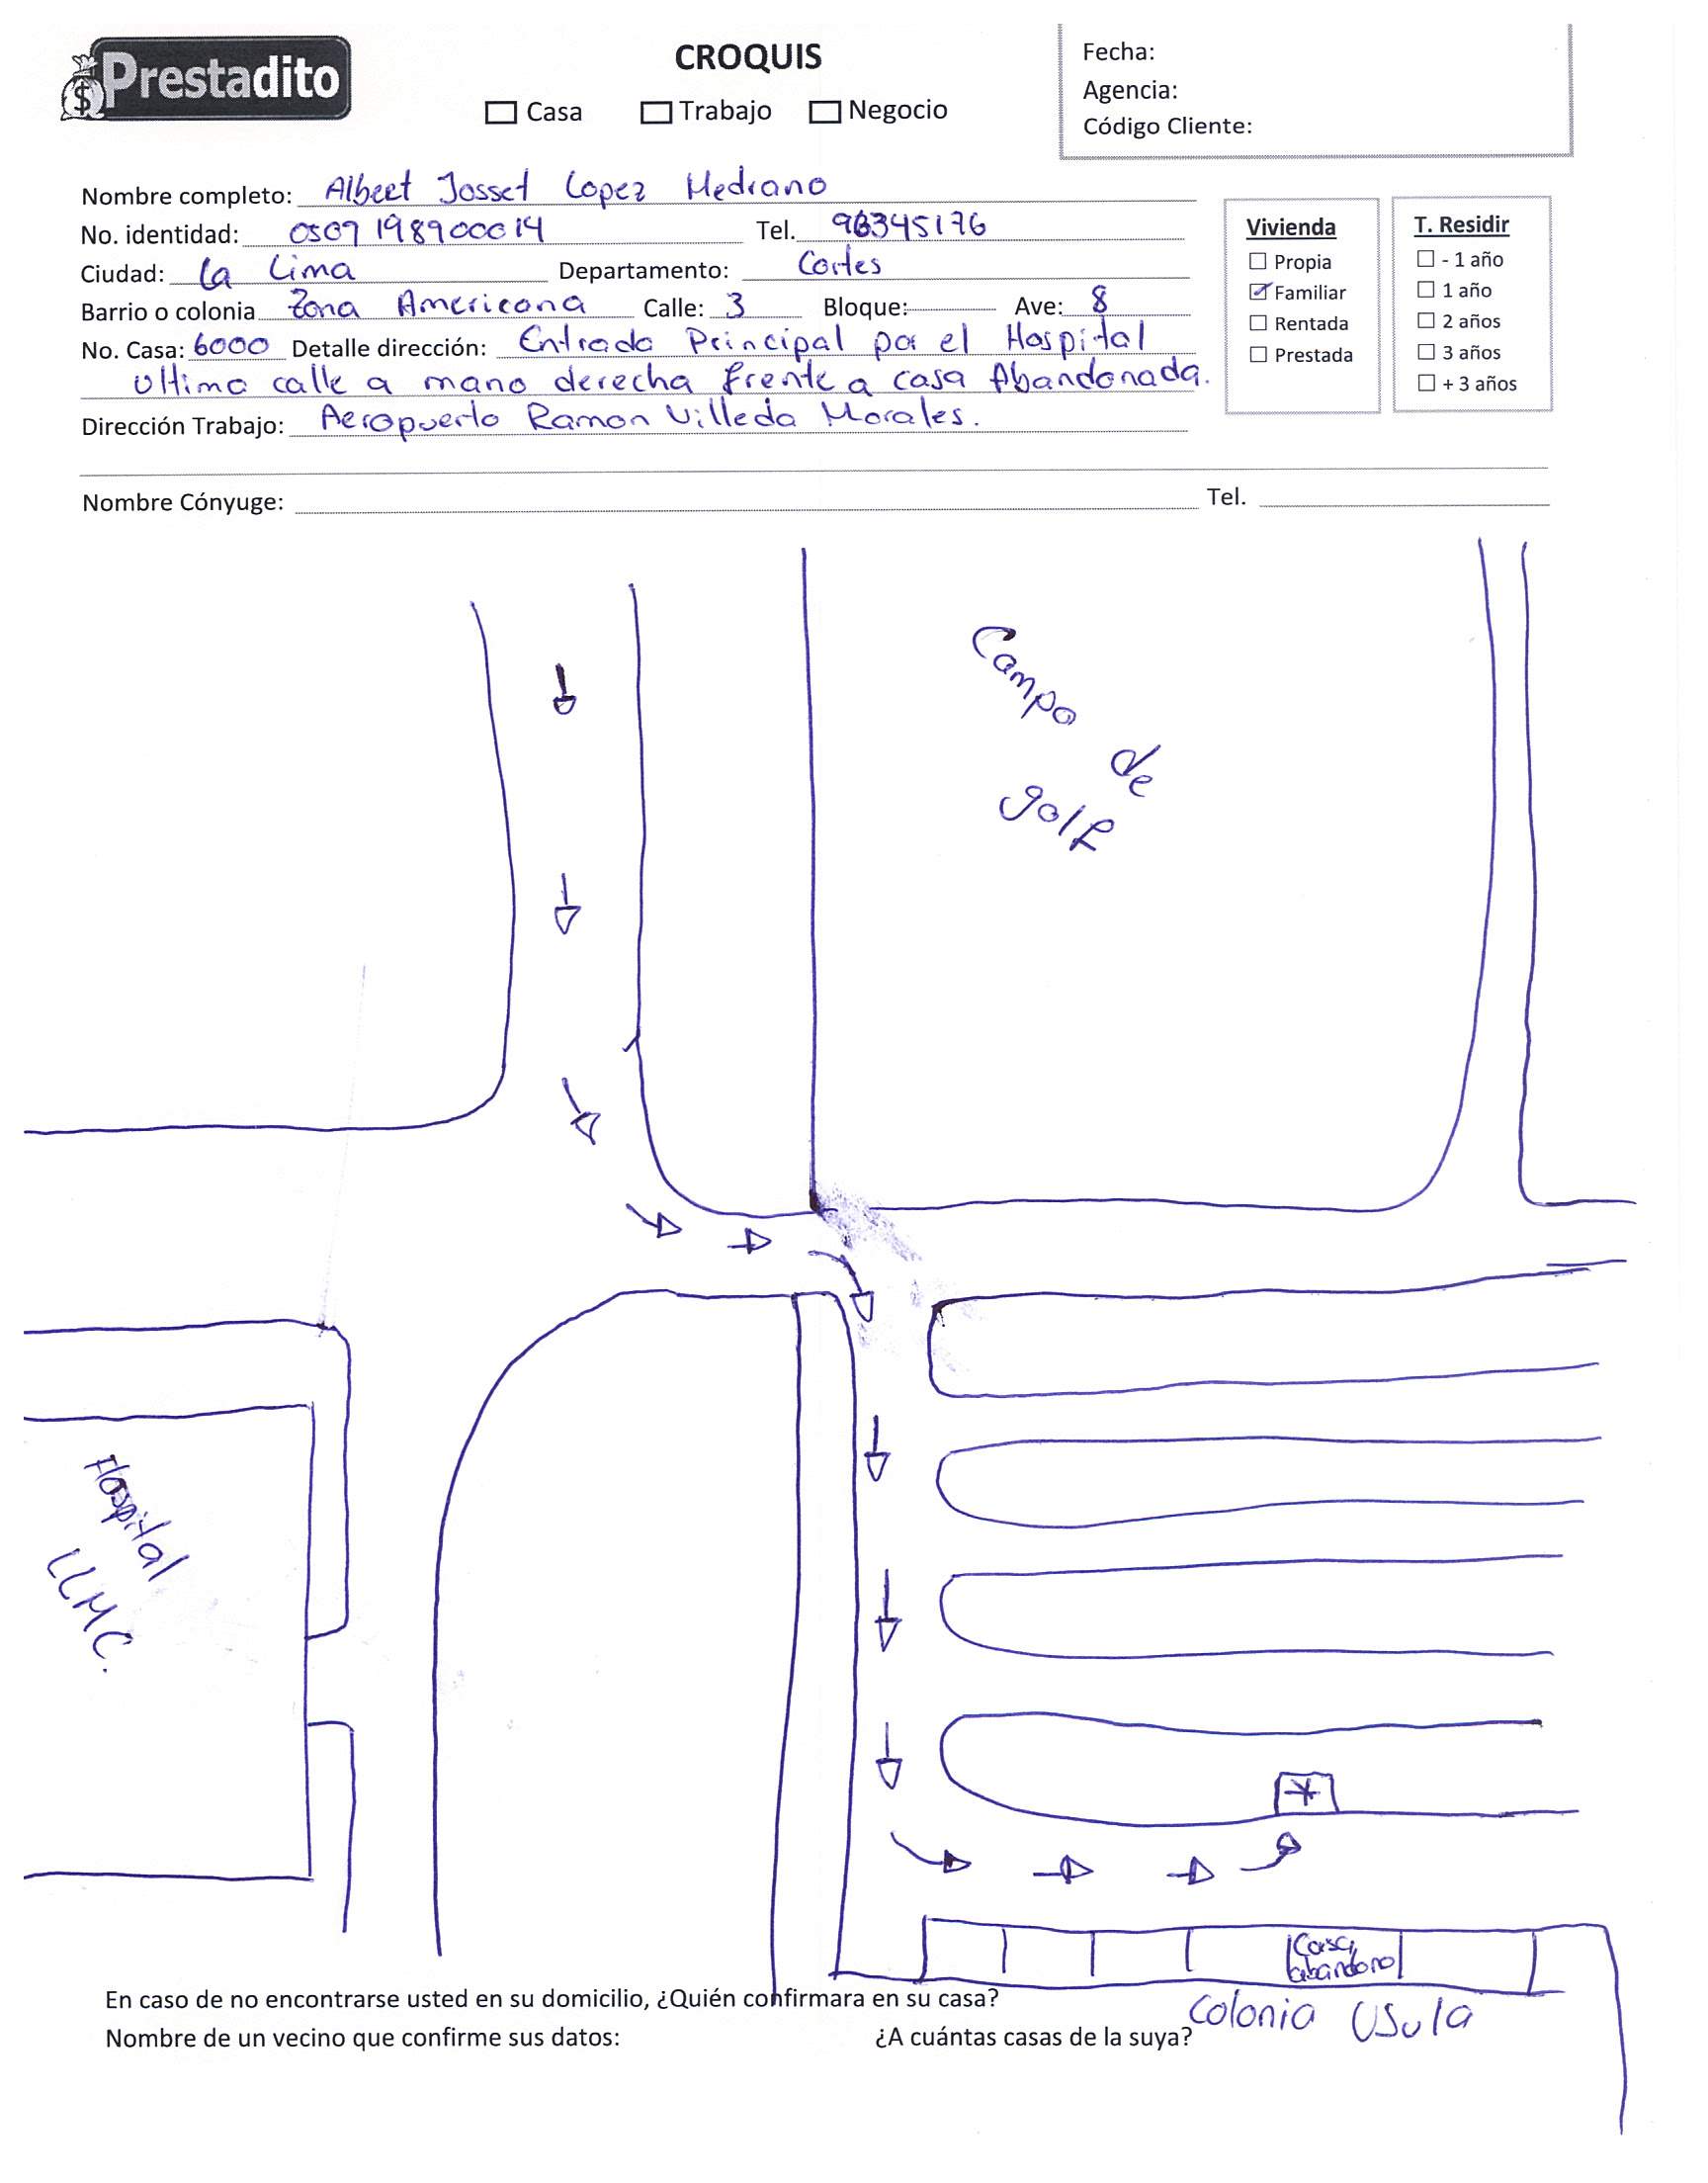 Prestadito
CROQUIS
Casa Trabajo Negocio
Fecha:
Agencia:
Código Cliente:
Nombre completo: Albert Josset Lopez Medrano
No. identidad: 0509198900014 Tel. 96345176
Ciudad: La Lima Departamento: Cortes
Barrio o colonia Zona Americana Calle: 3 Bloque: Ave: 8
No. Casa: 6000 Detalle dirección: Entrada Principal por el Hospital
ultima calle a mano derecha frente a casa Abandonada.
Dirección Trabajo: Aeropuerto Ramon Villeda Morales.
Nombre Cónyuge: Tel.
Vivienda
Propia
Familiar
Rentada
Prestada
T. Residir
- 1 año
1 año
2 años
3 años
+ 3 años
Campo de
golf
Hospital
LLMC.
Casa
abandono
Colonia Usula
En caso de no encontrarse usted en su domicilio, ¿Quién confirmara en su casa?
Nombre de un vecino que confirme sus datos: ¿A cuántas casas de la suya?